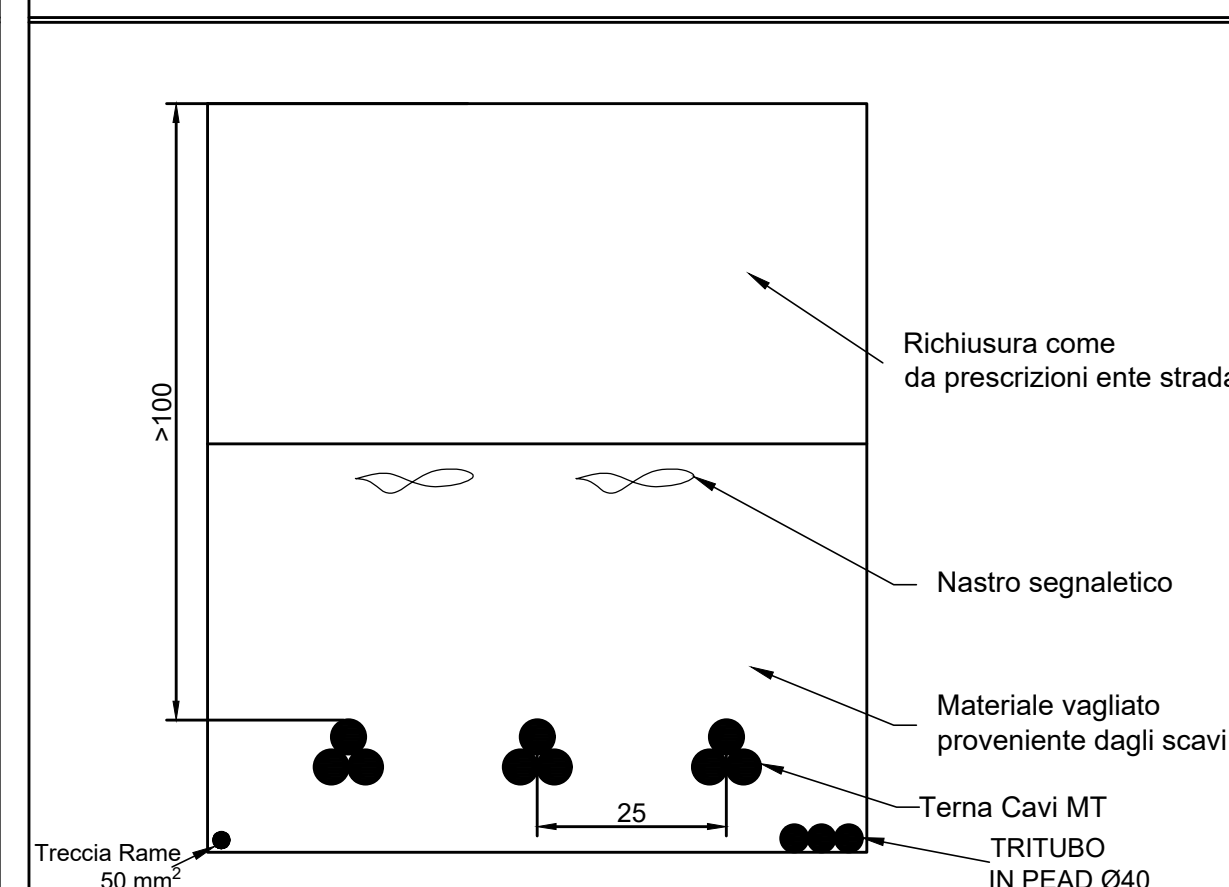 Richiusura come
>100
Nastro segnaletico
Materiale vagliato
proveniente dagli scavi
Terna Cavi MT
25
TRITUBO
Treccia Rame
IN PEAD Ø40
50 mm²
da prescrizioni ente strada